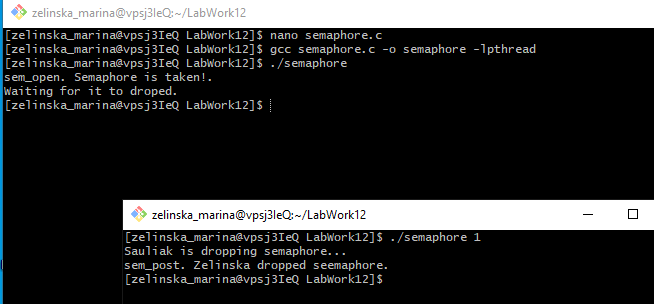 zelinska_marina@vpsj3IeQ:~/LabWork12
[zelinska_marina@vpsj3IeQ LabWork12]$ nano semaphore.c
[zelinska_marina@vpsj3IeQ LabWork12]$ gcc semaphore.c -o semaphore -lpthread
[zelinska_marina@vpsj3IeQ LabWork12]$ ./semaphore
sem_open. Semaphore is taken!.
Waiting for it to droped.
[zelinska_marina@vpsj3IeQ LabWork12]$
zelinska_marina@vpsj3IeQ:~/LabWork12
[zelinska_marina@vpsj3IeQ LabWork12]$ ./semaphore 1
Sauliak is dropping semaphore...
sem_post. Zelinska dropped seemaphore.
[zelinska_marina@vpsj3IeQ LabWork12]$